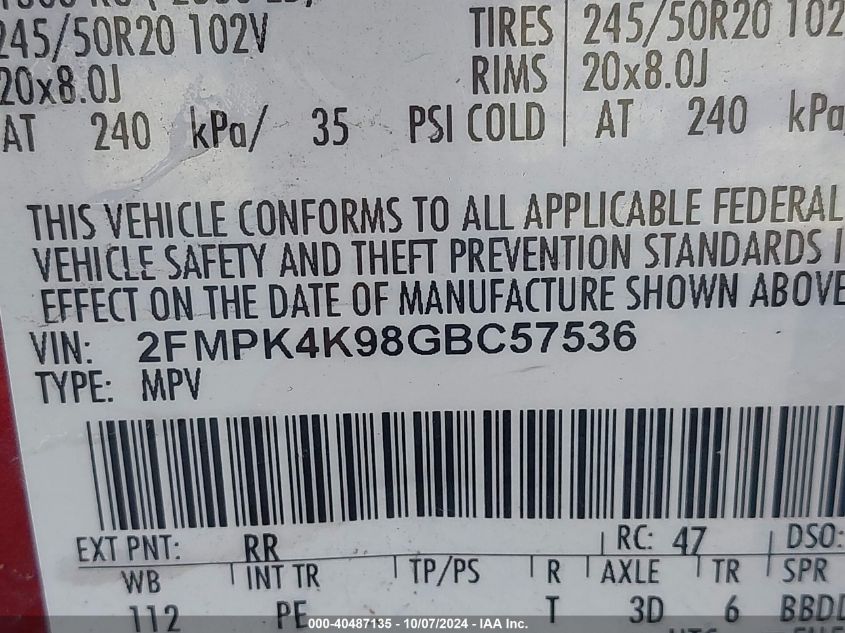 245/50R20 102V TIRES 245/50R20 102
20x8.0J RIMS 20x8.0J
AT 240 kPa/ 35 PSI COLD AT 240 kPa
THIS VEHICLE CONFORMS TO ALL APPLICABLE FEDERAL
VEHICLE SAFETY AND THEFT PREVENTION STANDARDS I
EFFECT ON THE DATE OF MANUFACTURE SHOWN ABOVE
VIN: 2FMPK4K98GBC57536
TYPE: MPV
EXT PNT: RR RC: 47 DSO:
WB INT TR TP/PS R AXLE TR SPR
112 PE T 3D 6 BBDD
000-40487135 - 10/07/2024 - IAA Inc.